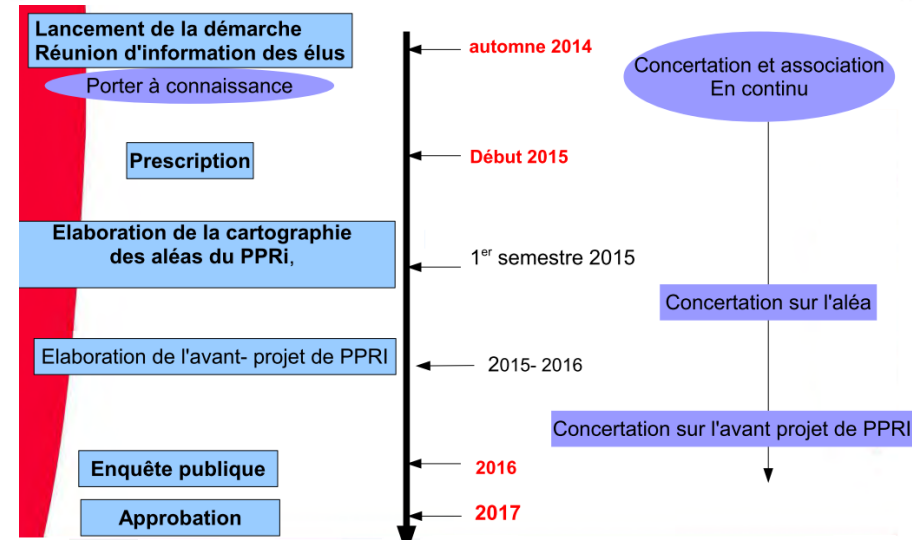 Lancement de la démarche
Réunion d'information des élus
Porter à connaissance
automne 2014
Concertation et association
En continu
Prescription
Début 2015
Elaboration de la cartographie
des aléas du PPRi,
1er semestre 2015
Concertation sur l'aléa
Elaboration de l'avant- projet de PPRI
2015- 2016
Concertation sur l'avant projet de PPRI
Enquête publique
2016
Approbation
2017